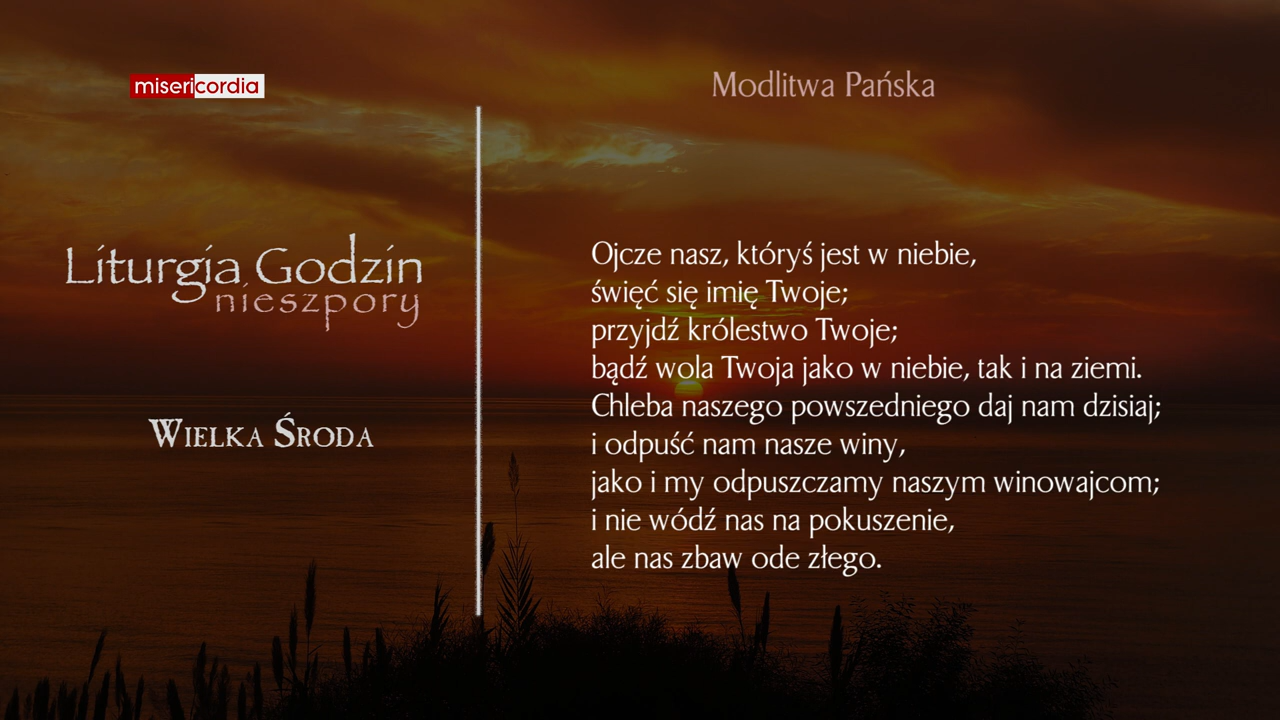 misericordia
Liturgia Godzin
nieszpory
Wielka Środa
Modlitwa Pańska
Ojcze nasz, któryś jest w niebie,
święć się imię Twoje;
przyjdź królestwo Twoje;
bądź wola Twoja jako w niebie, tak i na ziemi.
Chleba naszego powszedniego daj nam dzisiaj;
i odpuść nam nasze winy,
jako i my odpuszczamy naszym winowajcom;
i nie wódź nas na pokuszenie,
ale nas zbaw ode złego.